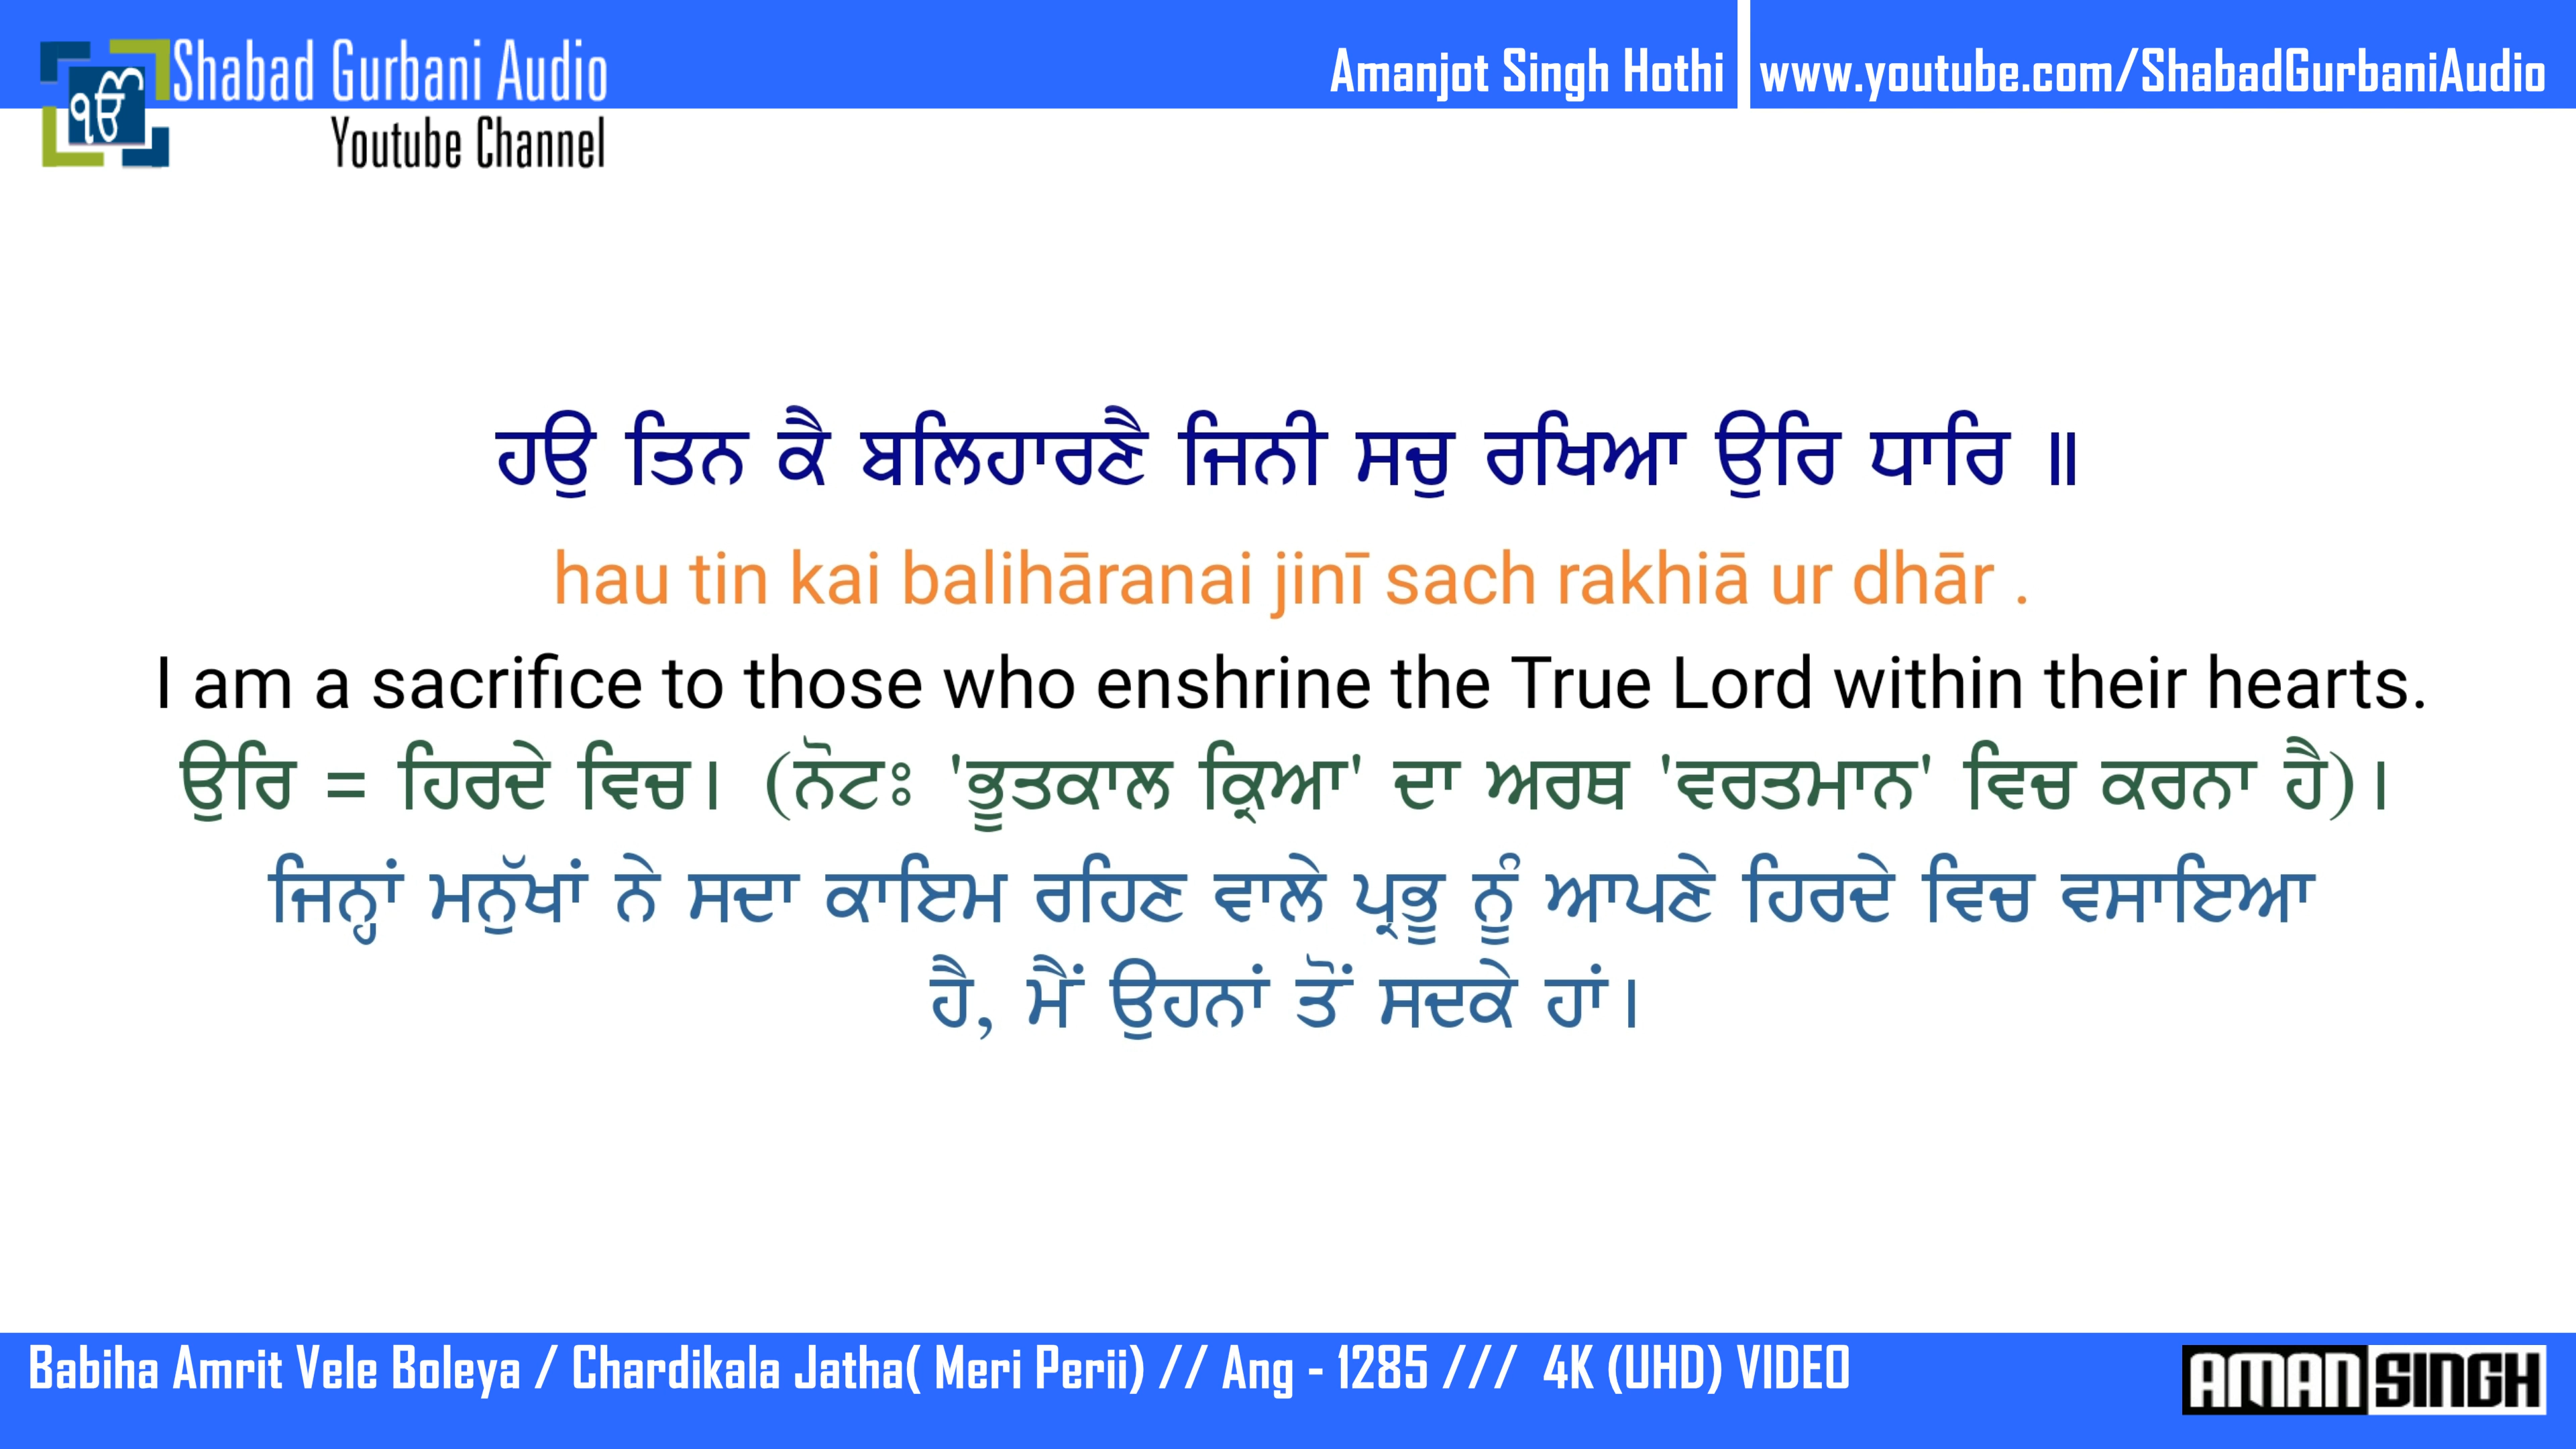 Shabad Gurbani Audio
Youtube Channel
Amanjot Singh Hothi
www.youtube.com/ShabadGurbaniAudio
ੴ
ਹਉ ਤਿਨ ਕੈ ਬਲਿਹਾਰਣੈ ਜਿਨੀ ਸਚੁ ਰਖਿਆ ਉਰਿ ਧਾਰਿ ॥
hau tin kai balihāranai jinī sach rakhiā ur dhār .
I am a sacrifice to those who enshrine the True Lord within their hearts.
ਉਰਿ = ਹਿਰਦੇ ਵਿਚ। (ਨੋਟਃ 'ਭੂਤਕਾਲ ਕ੍ਰਿਆ' ਦਾ ਅਰਥ 'ਵਰਤਮਾਨ' ਵਿਚ ਕਰਨਾ ਹੈ)।
ਜਿਨ੍ਹਾਂ ਮਨੁੱਖਾਂ ਨੇ ਸਦਾ ਕਾਇਮ ਰਹਿਣ ਵਾਲੇ ਪ੍ਰਭੂ ਨੂੰ ਆਪਣੇ ਹਿਰਦੇ ਵਿਚ ਵਸਾਇਆ
ਹੈ, ਮੈਂ ਉਹਨਾਂ ਤੋਂ ਸਦਕੇ ਹਾਂ।
Babiha Amrit Vele Boleya / Chardikala Jatha( Meri Perii) // Ang - 1285 /// 4K (UHD) VIDEO
AMAN SINGH